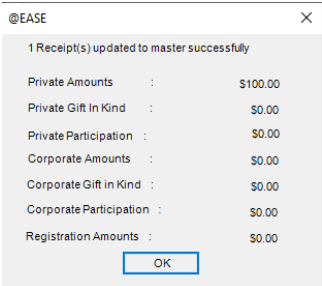 @EASE
1 Receipt(s) updated to master successfully
Private Amounts : $100.00
Private Gift In Kind : $0.00
Private Participation : $0.00
Corporate Amounts : $0.00
Corporate Gift in Kind : $0.00
Corporate Participation : $0.00
Registration Amounts : $0.00
OK